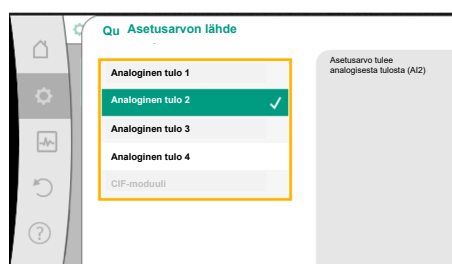 Qu Asetusarvon lähde
Analoginen tulo 1
Analoginen tulo 2
Analoginen tulo 3
Analoginen tulo 4
CIF-moduuli
Asetusarvo tulee
analogisesta tulosta (AI2)